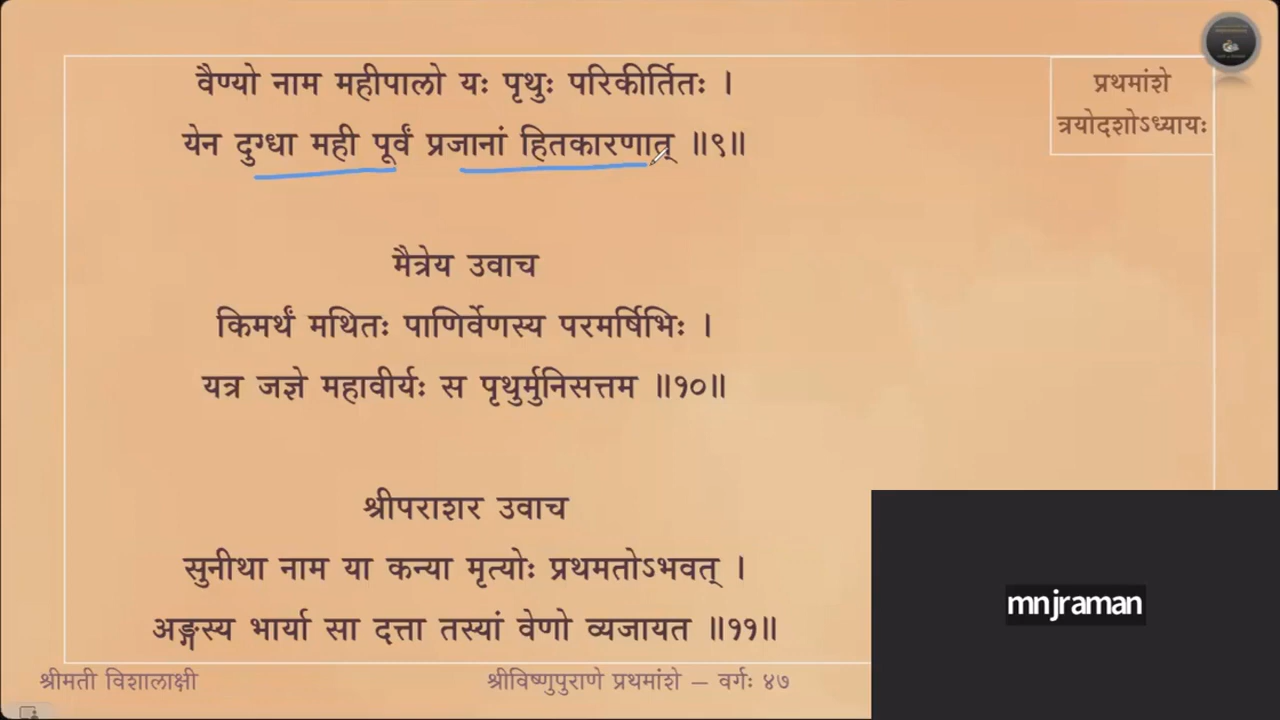 वैण्यो नाम महीपालो यः पृथुः परिकीर्तितः ।
येन दुग्धा मही पूर्वं प्रजानां हितकारणात् ॥९॥
प्रथमांशे
त्रयोदशोऽध्यायः
मैत्रेय उवाच
किमर्थं मथितः पाणिर्वेणस्य परमर्षिभिः ।
यत्र जज्ञे महावीर्यः स पृथुर्मुनिसत्तम ॥१०॥
श्रीपराशर उवाच
सुनीथा नाम या कन्या मृत्योः प्रथमतोऽभवत् ।
अङ्गस्य भार्या सा दत्ता तस्यां वेणो व्यजायत ॥११॥
mnjraman
श्रीमती विशालाक्षी
श्रीविष्णुपुराणे प्रथमांशे – वर्गः ४७